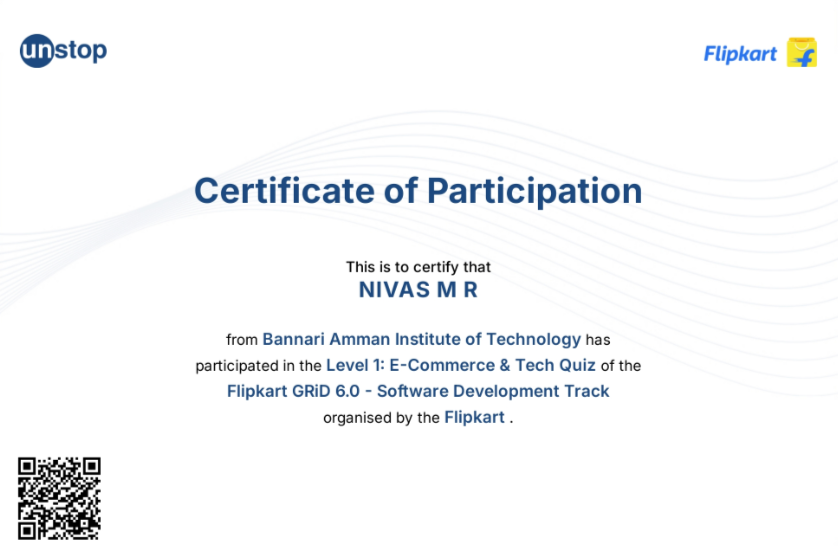 unstop
Flipkart
Certificate of Participation
This is to certify that
NIVAS M R
from Bannari Amman Institute of Technology has
participated in the Level 1: E-Commerce & Tech Quiz of the
Flipkart GRiD 6.0 - Software Development Track
organised by the Flipkart .